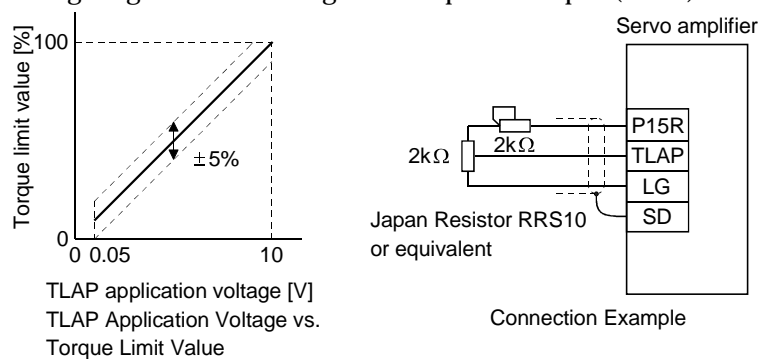 Servo amplifier
100
Torque limit value [%]
±5%
0
0 0.05 10
TLAP application voltage [V]
TLAP Application Voltage vs.
Torque Limit Value
2kΩ
2kΩ
P15R
TLAP
LG
SD
Japan Resistor RRS10
or equivalent
Connection Example